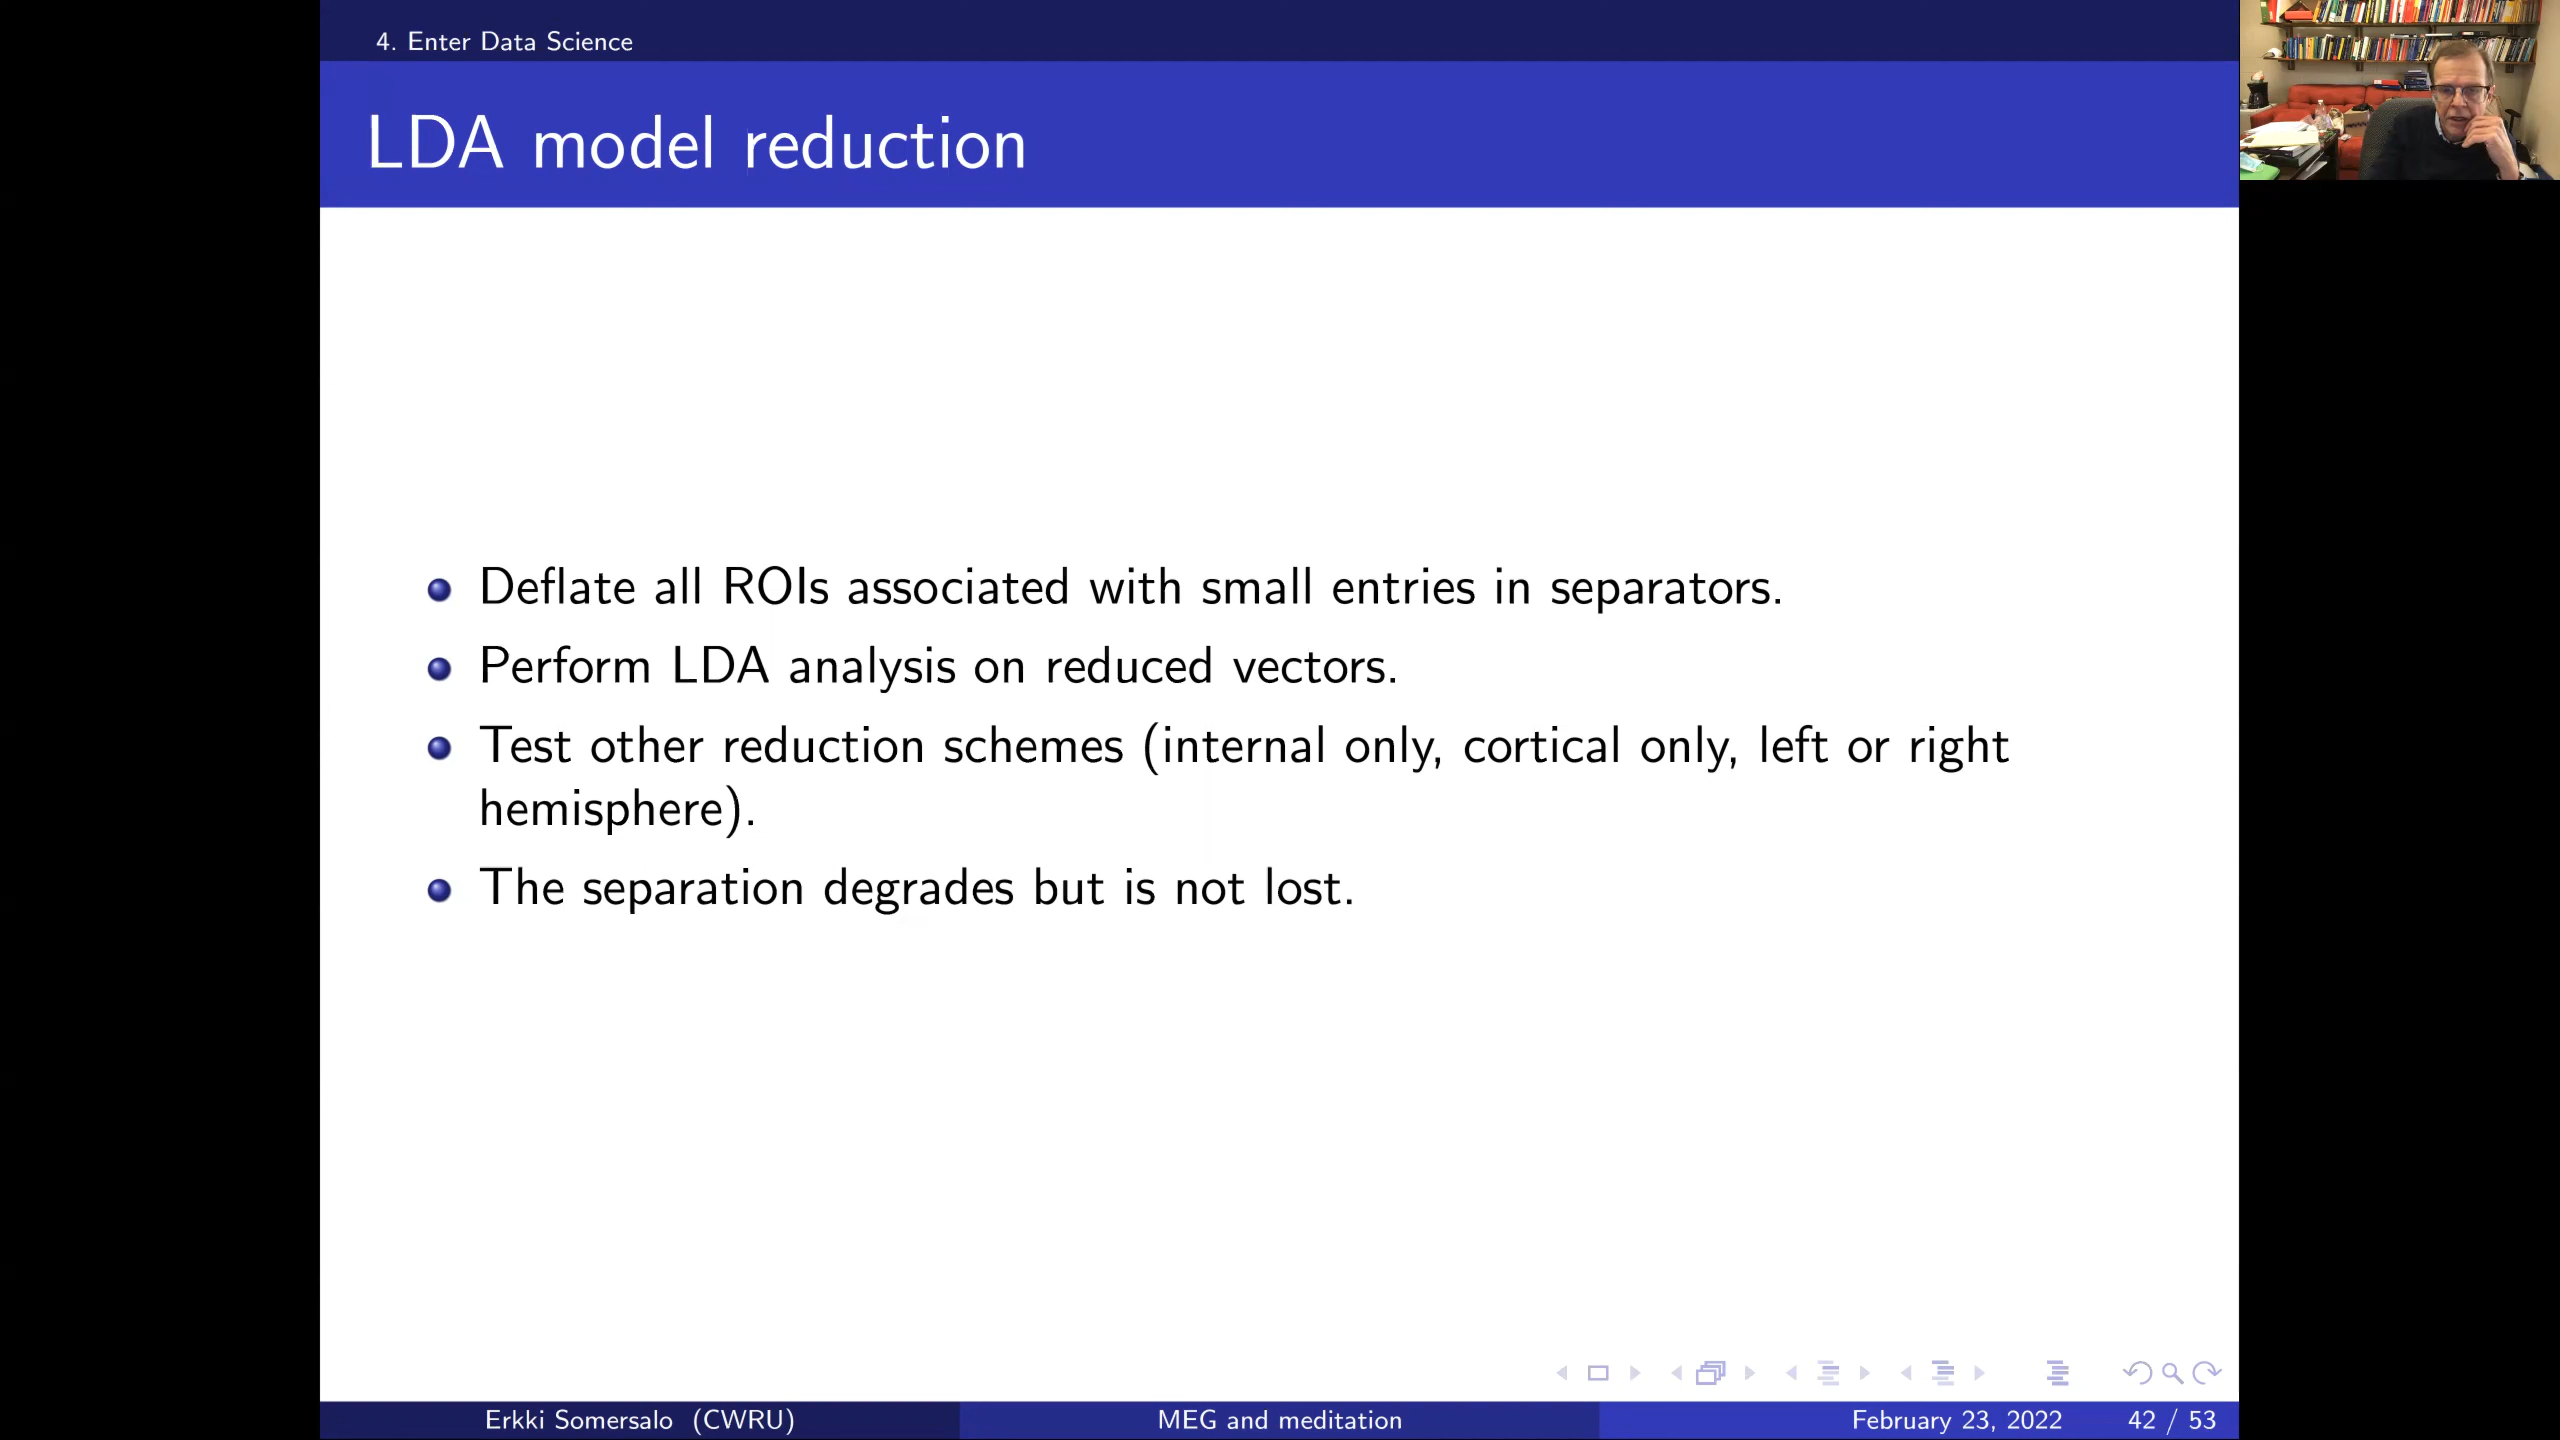 4. Enter Data Science
LDA model reduction
Deflate all ROIs associated with small entries in separators.
Perform LDA analysis on reduced vectors.
Test other reduction schemes (internal only, cortical only, left or right
hemisphere).
The separation degrades but is not lost.
Erkki Somersalo (CWRU)
MEG and meditation
February 23, 2022
42 / 53